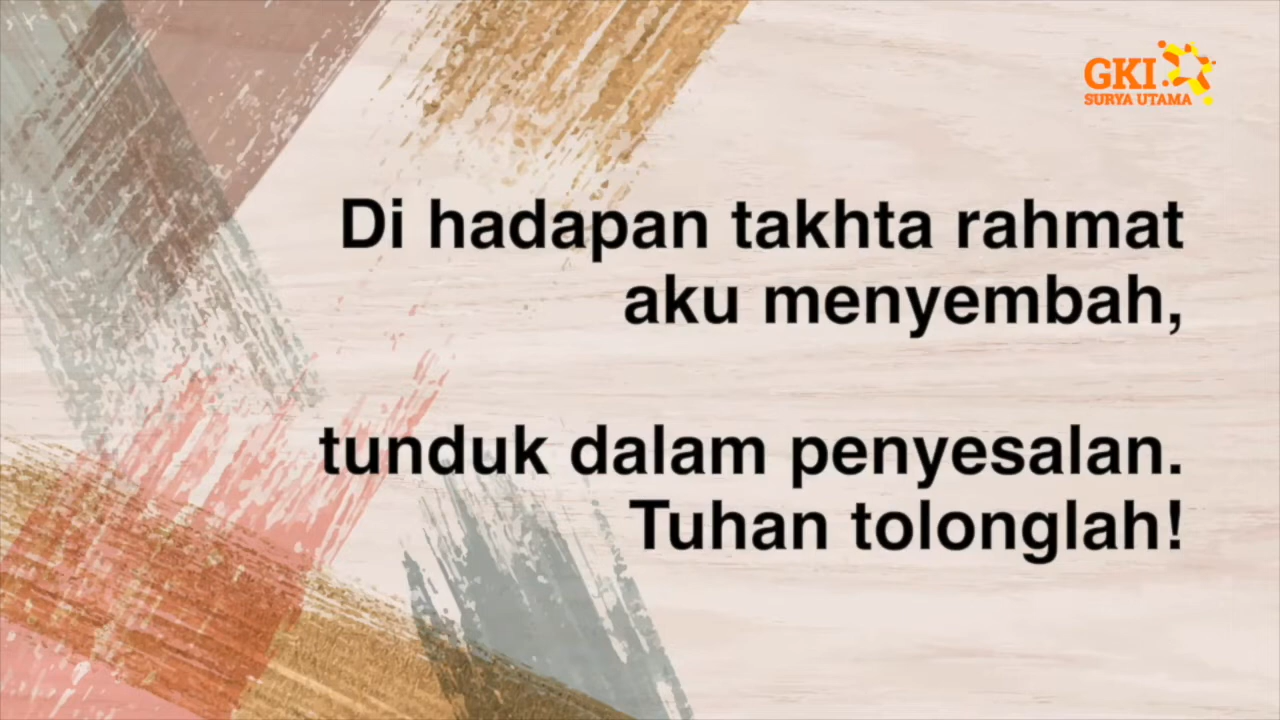 GKI
SURYA UTAMA
Di hadapan takhta rahmat
aku menyembah,
tunduk dalam penyesalan.
Tuhan tolonglah!